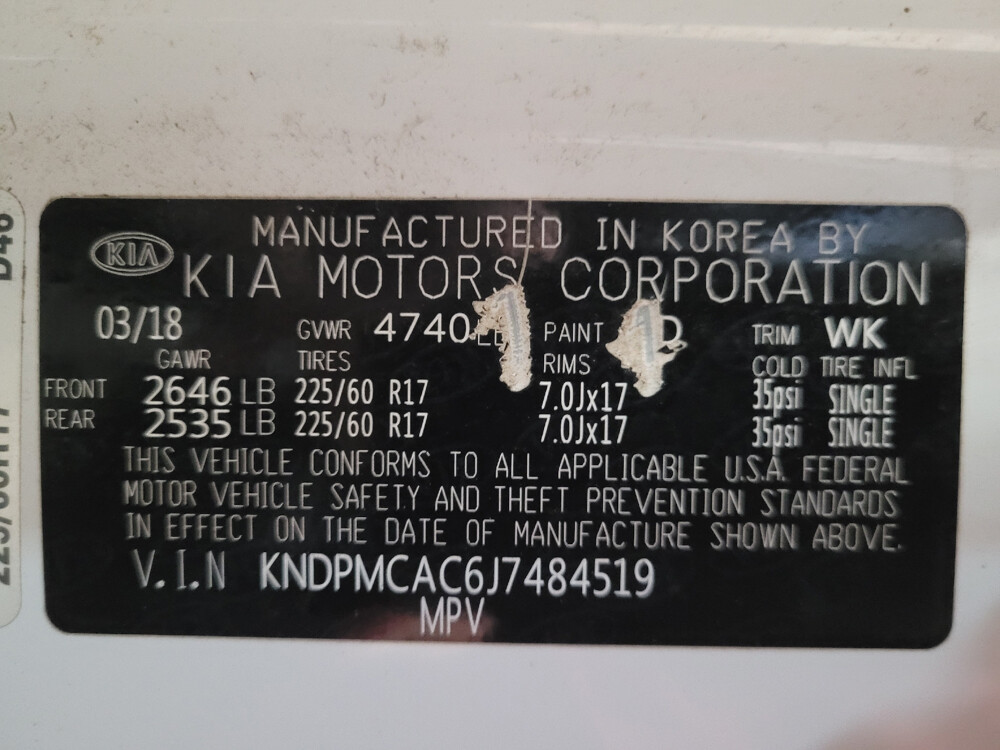 KIA
MANUFACTURED IN KOREA BY
KIA MOTORS CORPORATION
03/18 GVWR 4740 PAINT D TRIM WK
GAWR TIRES RIMS COLD TIRE INFL
FRONT 2646 LB 225/60 R17 7.0Jx17 35psi SINGLE
REAR 2535 LB 225/60 R17 7.0Jx17 35psi SINGLE
THIS VEHICLE CONFORMS TO ALL APPLICABLE U.S.A. FEDERAL
MOTOR VEHICLE SAFETY AND THEFT PREVENTION STANDARDS
IN EFFECT ON THE DATE OF MANUFACTURE SHOWN ABOVE.
V.I.N KNDPMCAC6J7484519
MPV